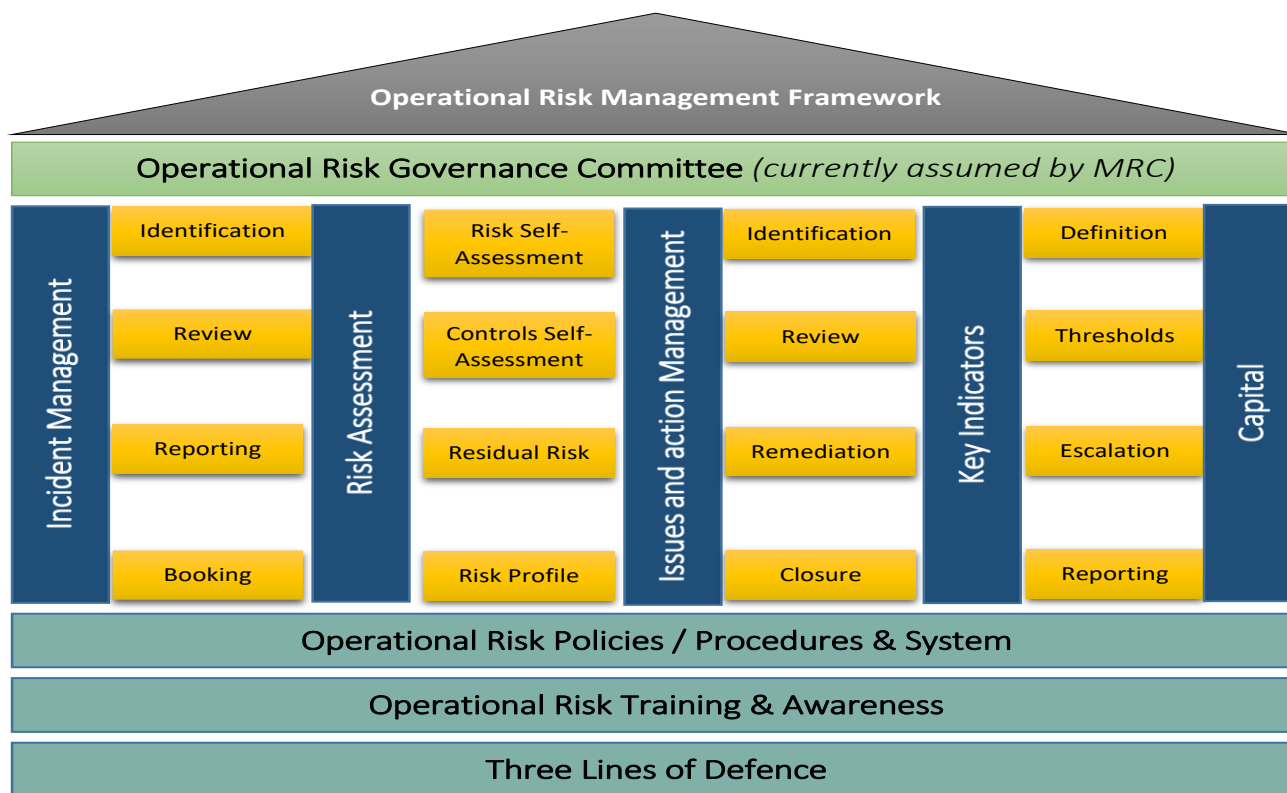 Operational Risk Management Framework
Operational Risk Governance Committee (currently assumed by MRC)
Incident Management
Identification
Review
Reporting
Booking
Risk Assessment
Risk Self-
Assessment
Controls Self-
Assessment
Residual Risk
Risk Profile
Issues and action Management
Identification
Review
Remediation
Closure
Key Indicators
Definition
Thresholds
Escalation
Reporting
Capital
Operational Risk Policies / Procedures & System
Operational Risk Training & Awareness
Three Lines of Defence